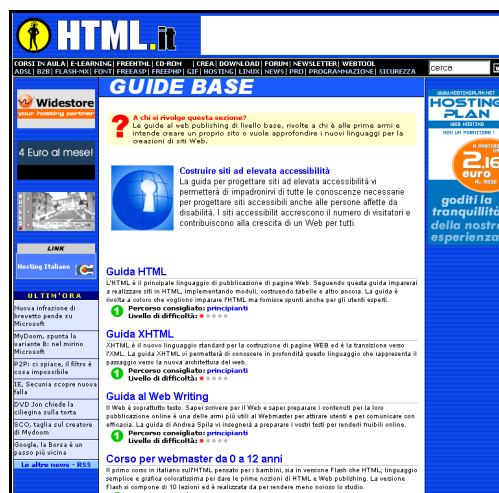 HTML.it
CORSI IN AULA | E-LEARNING | FREEHTML | CD-ROM | CREA | DOWNLOAD | FORUM | NEWSLETTER | WEBTOOL
ADSL | B2B | FLASH-MX | FONT | FREEASP | FREEPHP | GIF | HOSTING | LINUX | NEWS | PRO | PROGRAMMAZIONE | SICUREZZA
cerca
Widestore
your hosting partner
4 Euro al mese!
LINK
Hosting Italiano
ULTIM'ORA
Nuova infrazione di
brevetto pende su
Microsoft
MyDoom, spunta la
variante B: nel mirino
Microsoft
P2P: ci spiace, il filtro è
cosa impossibile
IE, Secunia scopre nuova
falla
DVD Jon chiede la
ciliegina sulla torta
SCO, taglia sul creatore
di Mydoom
Google, la Borsa è un
passo più vicina
Le altre news - RSS
GUIDE BASE
?
A chi si rivolge questa sezione?
Le guide al web publishing di livello base, rivolte a chi è alle prime armi e
intende creare un proprio sito o vuole approfondire i nuovi linguaggi per la
creazioni di siti Web.
Costruire siti ad elevata accessibilità
La guida per progettare siti ad elevata accessibilità vi
permetterà di impadronirvi di tutte le conoscenze necessarie
per progettare siti accessibili anche alle persone affette da
disabilità. I siti accessibilit accrescono il numero di visitatori e
contribuiscono alla crescita di un Web per tutti.
Guida HTML
L'HTML è il principale linguaggio di pubblicazione di pagine Web. Seguendo questa guida imparerai
a realizzare siti in HTML, implementando moduli, costruendo tabelle e altro ancora. La guida è
rivolta a coloro che vogliono imparare l'HTML ma fornisce spunti anche per gli utenti esperti.
1 Percorso consigliato: principianti
Livello di difficoltà:
Guida XHTML
XHTML è il nuovo linguaggio standard per la costruzione di pagine WEB ed è la transizione verso
l'XML. La guida XHTML vi permetterà di conoscere in profondità questo linguaggio che rappresenta il
passaggio verso la nuova architettura del web.
1 Percorso consigliato: principianti
Livello di difficoltà:
Guida al Web Writing
Il Web è soprattutto testo. Saper scrivere per il Web e saper preparare i contenuti per la loro
pubblicazione online è una delle armi più utili al Webmaster per attirare utenti e per comunicare con
efficacia. La guida di Andrea Spila vi insegnerà a preparare i vostri testi per renderli fruibili online.
1 Percorso consigliato: principianti
Livello di difficoltà:
Corso per webmaster da 0 a 12 anni
Il primo corso in italiano sull'HTML pensato per i bambini, sia in versione Flash che HTML; linguaggio
semplice e grafica coloratissima per dare le prime nozioni di HTML e Web publishing. La versione
Flash si compone di 10 lezioni ed è realizzata da per rendere meno noioso lo studio.
WWW.HOSTINGPLAN.NET
HOSTING
PLAN
WEB HOSTING
NON UN FORNITORE!
A PARTIRE
DA
2,16
euro
AL MESE
goditi la
tranquillità
della nostra
esperienza